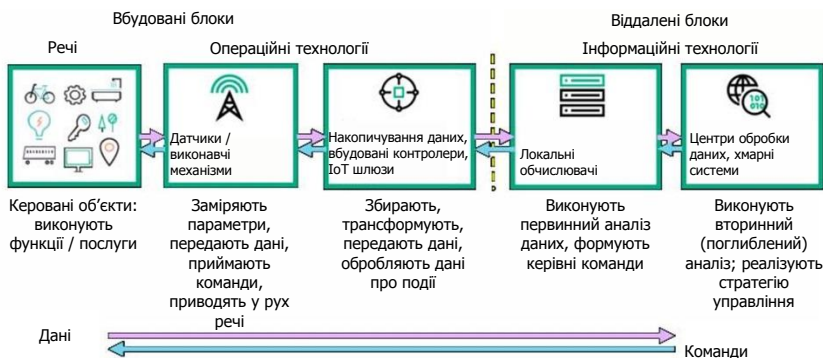 Вбудовані блоки
Віддалені блоки
Речі
Операційні технології
Інформаційні технології
Датчики /
виконавчі
механізми
Накопичування даних,
вбудовані контролери,
IoT шлюзи
Локальні
обчислювачі
101
010
Центри обробки
даних, хмарні
системи
Керовані об’єкти:
виконують
функції / послуги
Заміряють
параметри,
передають дані,
приймають
команди,
приводять у рух
речі
Збирають,
трансформують,
передають дані,
обробляють дані
про події
Виконують
первинний аналіз
даних, формують
керівні команди
Виконують
вторинний
(поглиблений)
аналіз; реалізують
стратегію
управління
Дані
Команди